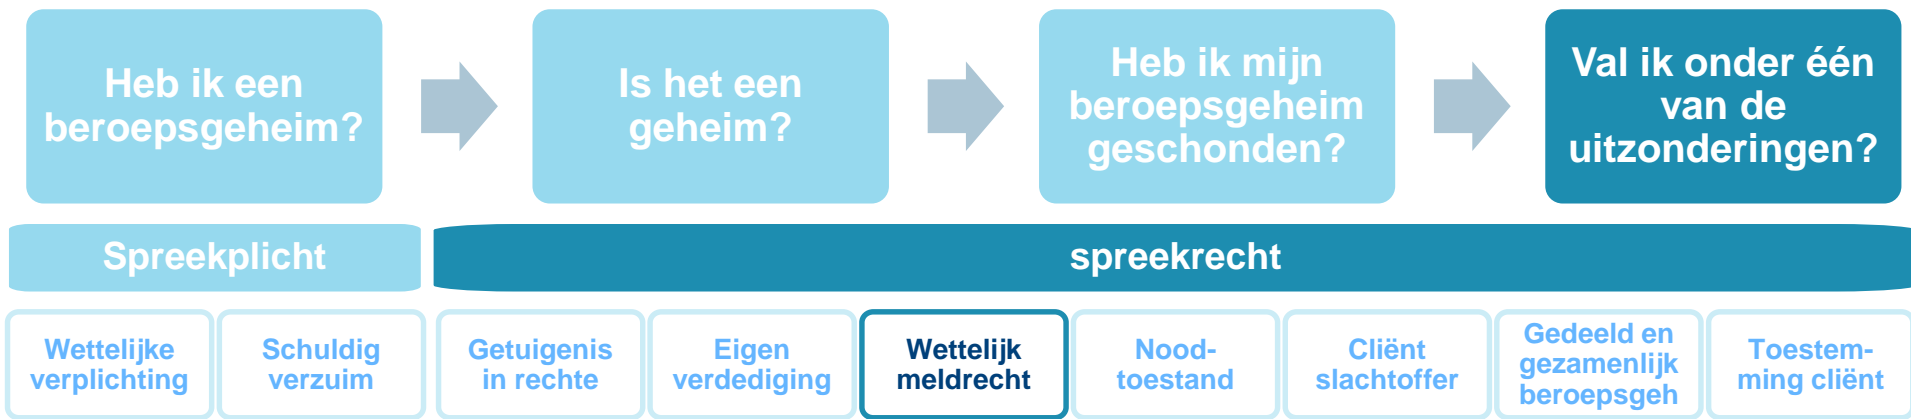 Heb ik een
beroepsgeheim?
Is het een
geheim?
Heb ik mijn
beroepsgeheim
geschonden?
Val ik onder één
van de
uitzonderingen?
Spreekplicht
spreekrecht
Wettelijke
verplichting
Schuldig
verzuim
Getuigenis
in rechte
Eigen
verdediging
Wettelijk
meldrecht
Nood-
toestand
Cliënt
slachtoffer
Gedeeld en
gezamenlijk
beroepsgeh
Toestem-
ming cliënt